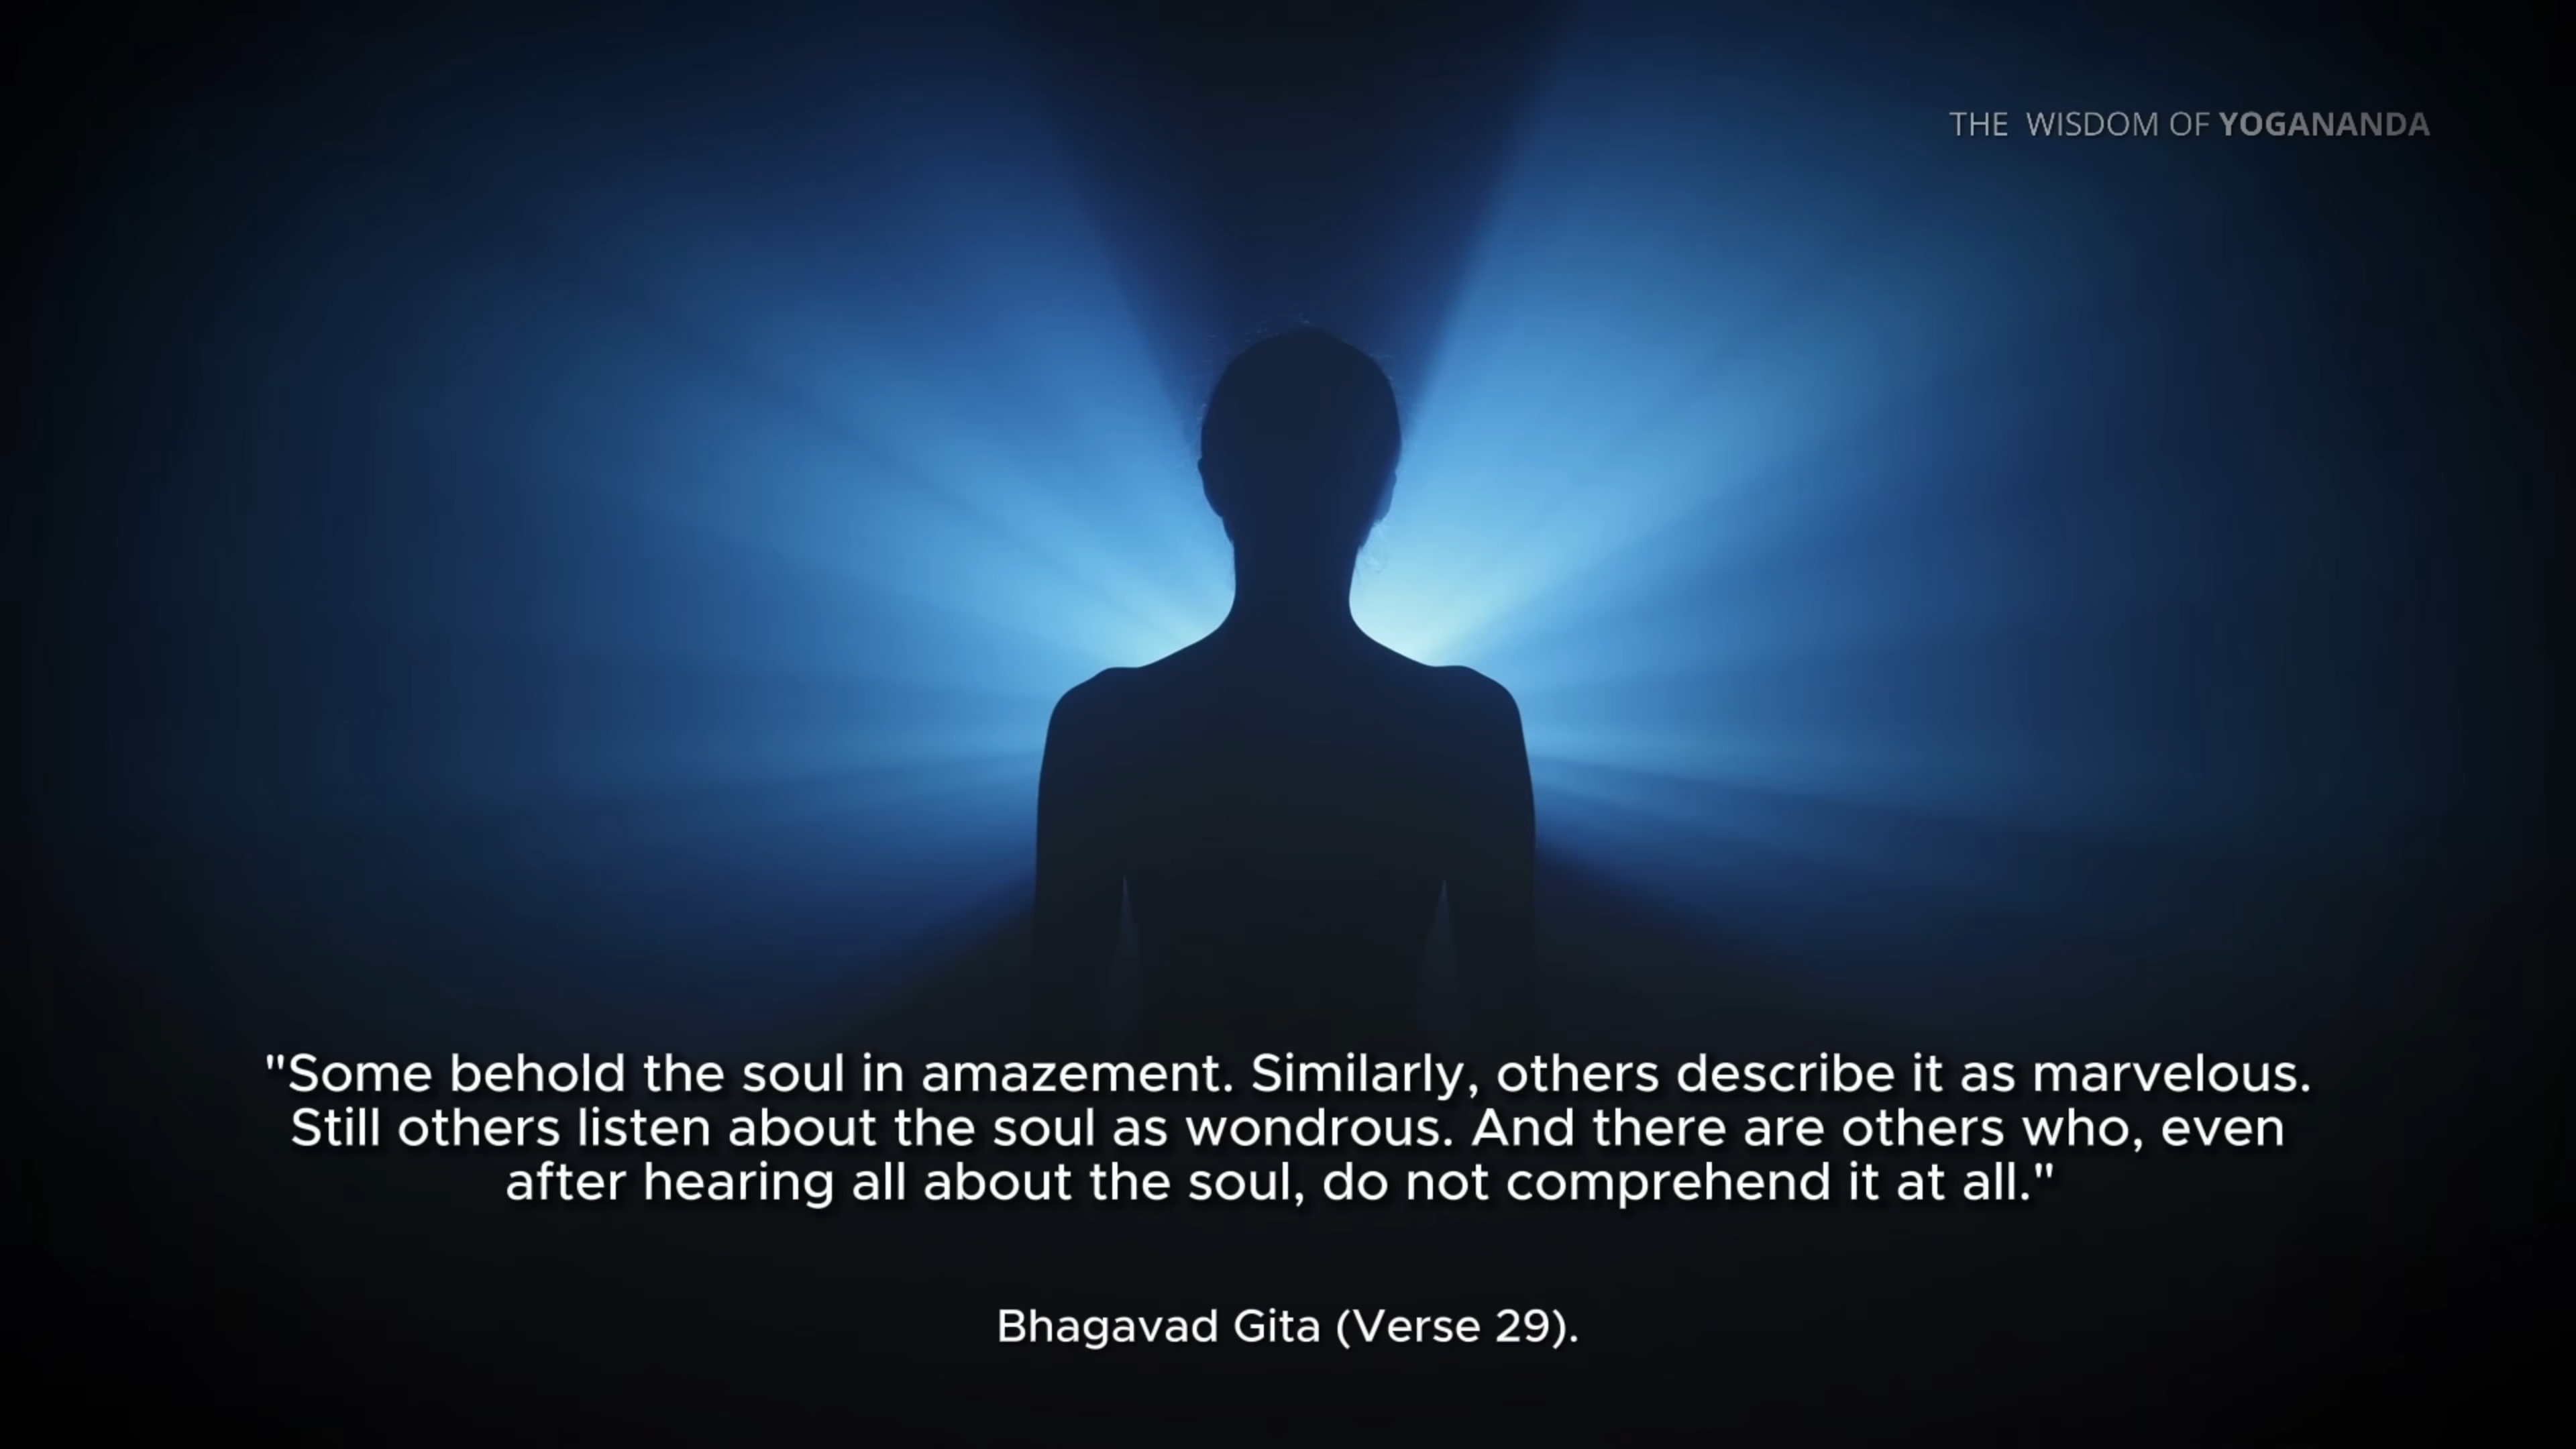 THE WISDOM OF YOGANANDA
"Some behold the soul in amazement. Similarly, others describe it as marvelous.
Still others listen about the soul as wondrous. And there are others who, even
after hearing all about the soul, do not comprehend it at all."
Bhagavad Gita (Verse 29).